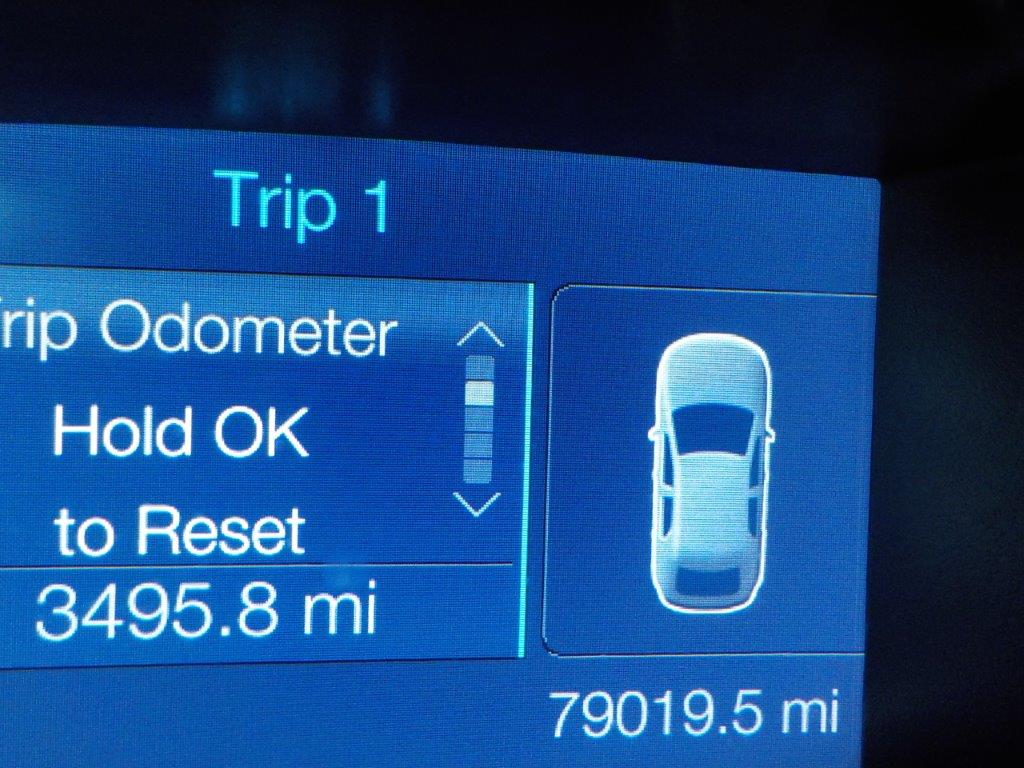 Trip 1
rip Odometer
Hold OK
to Reset
3495.8 mi
79019.5 mi